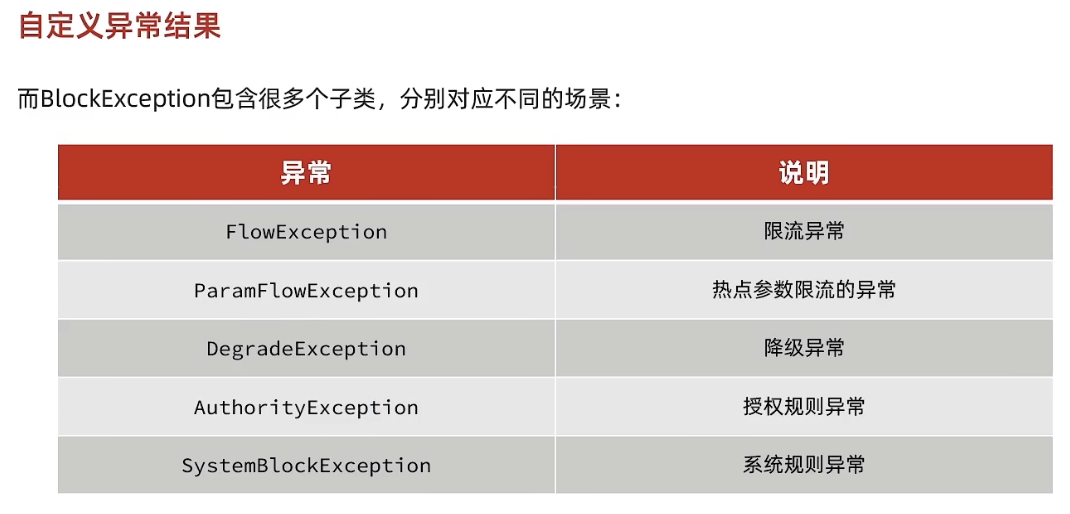 自定义异常结果
而BlockException包含很多个子类，分别对应不同的场景：
异常 说明
FlowException 限流异常
ParamFlowException 热点参数限流的异常
DegradeException 降级异常
AuthorityException 授权规则异常
SystemBlockException 系统规则异常